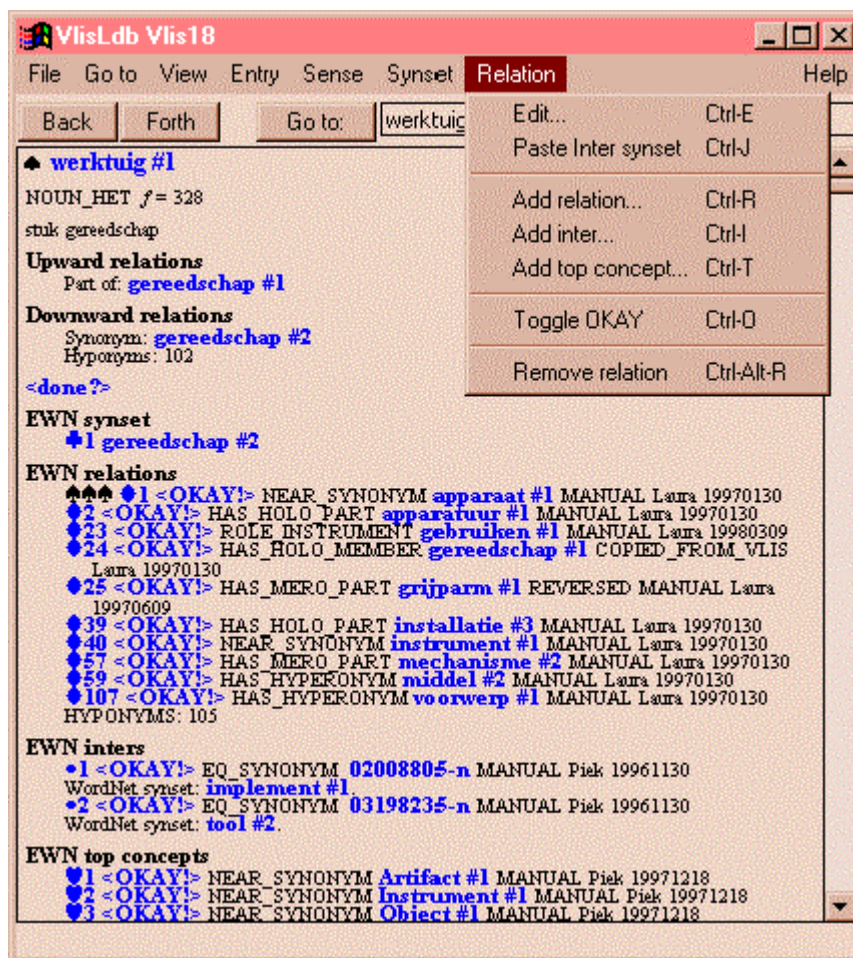 VlisLdb Vlis18
File Go to View Entry Sense Synset Relation Help
Back Forth Go to: werktuig
Edit... Ctrl-E
Paste Inter synset Ctrl-J
Add relation... Ctrl-R
Add inter... Ctrl-I
Add top concept... Ctrl-T
Toggle OKAY Ctrl-O
Remove relation Ctrl-Alt-R
werktuig #1
NOUN_HET f = 328
stuk gereedschap
Upward relations
Part of: gereedschap #1
Downward relations
Synonym: gereedschap #2
Hyponyms: 102
<done?>
EWN synset
1 gereedschap #2
EWN relations
1 <OKAY!> NEAR_SYNONYM apparaat #1 MANUAL Laura 19970130
2 <OKAY!> HAS_HOLO_PART apparatuur #1 MANUAL Laura 19970130
23 <OKAY!> ROLE_INSTRUMENT gebruiken #1 MANUAL Laura 19980309
24 <OKAY!> HAS_HOLO_MEMBER gereedschap #1 COPIED_FROM_VLIS
Laura 19970130
25 <OKAY!> HAS_MERO_PART grijparm #1 REVERSED MANUAL Laura
19970609
39 <OKAY!> HAS_HOLO_PART installatie #3 MANUAL Laura 19970130
40 <OKAY!> NEAR_SYNONYM instrument #1 MANUAL Laura 19970130
57 <OKAY!> HAS_MERO_PART mechanisme #2 MANUAL Laura 19970130
59 <OKAY!> HAS_HYPERONYM middel #2 MANUAL Laura 19970130
107 <OKAY!> HAS_HYPERONYM voorwerp #1 MANUAL Laura 19970130
HYPONYMS: 105
EWN inters
•1 <OKAY!> EQ_SYNONYM 02008805-n MANUAL Piek 19961130
WordNet synset: implement #1.
•2 <OKAY!> EQ_SYNONYM 03198235-n MANUAL Piek 19961130
WordNet synset: tool #2.
EWN top concepts
1 <OKAY!> NEAR_SYNONYM Artifact #1 MANUAL Piek 19971218
2 <OKAY!> NEAR_SYNONYM Instrument #1 MANUAL Piek 19971218
3 <OKAY!> NEAR_SYNONYM Object #1 MANUAL Piek 19971218